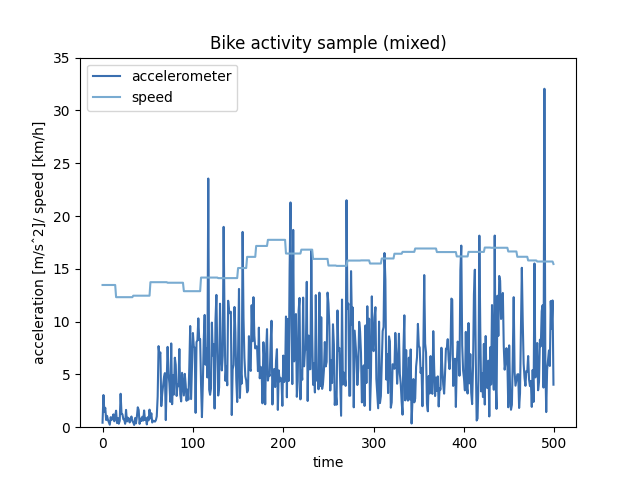 Bike activity sample (mixed)
accelerometer
speed
35
30
25
20
15
10
5
0
acceleration [m/s^2]/ speed [km/h]
0 100 200 300 400 500
time